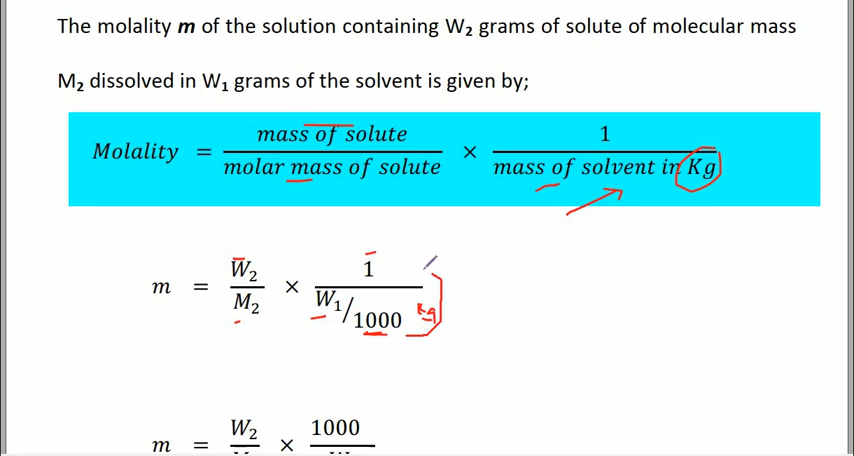 The molality m of the solution containing W₂ grams of solute of molecular mass
M₂ dissolved in W₁ grams of the solvent is given by;
Molality = mass of solute / molar mass of solute × 1 / mass of solvent in Kg
m = W₂ / M₂ × 1 / W₁/1000 kg
m = W₂ × 1000